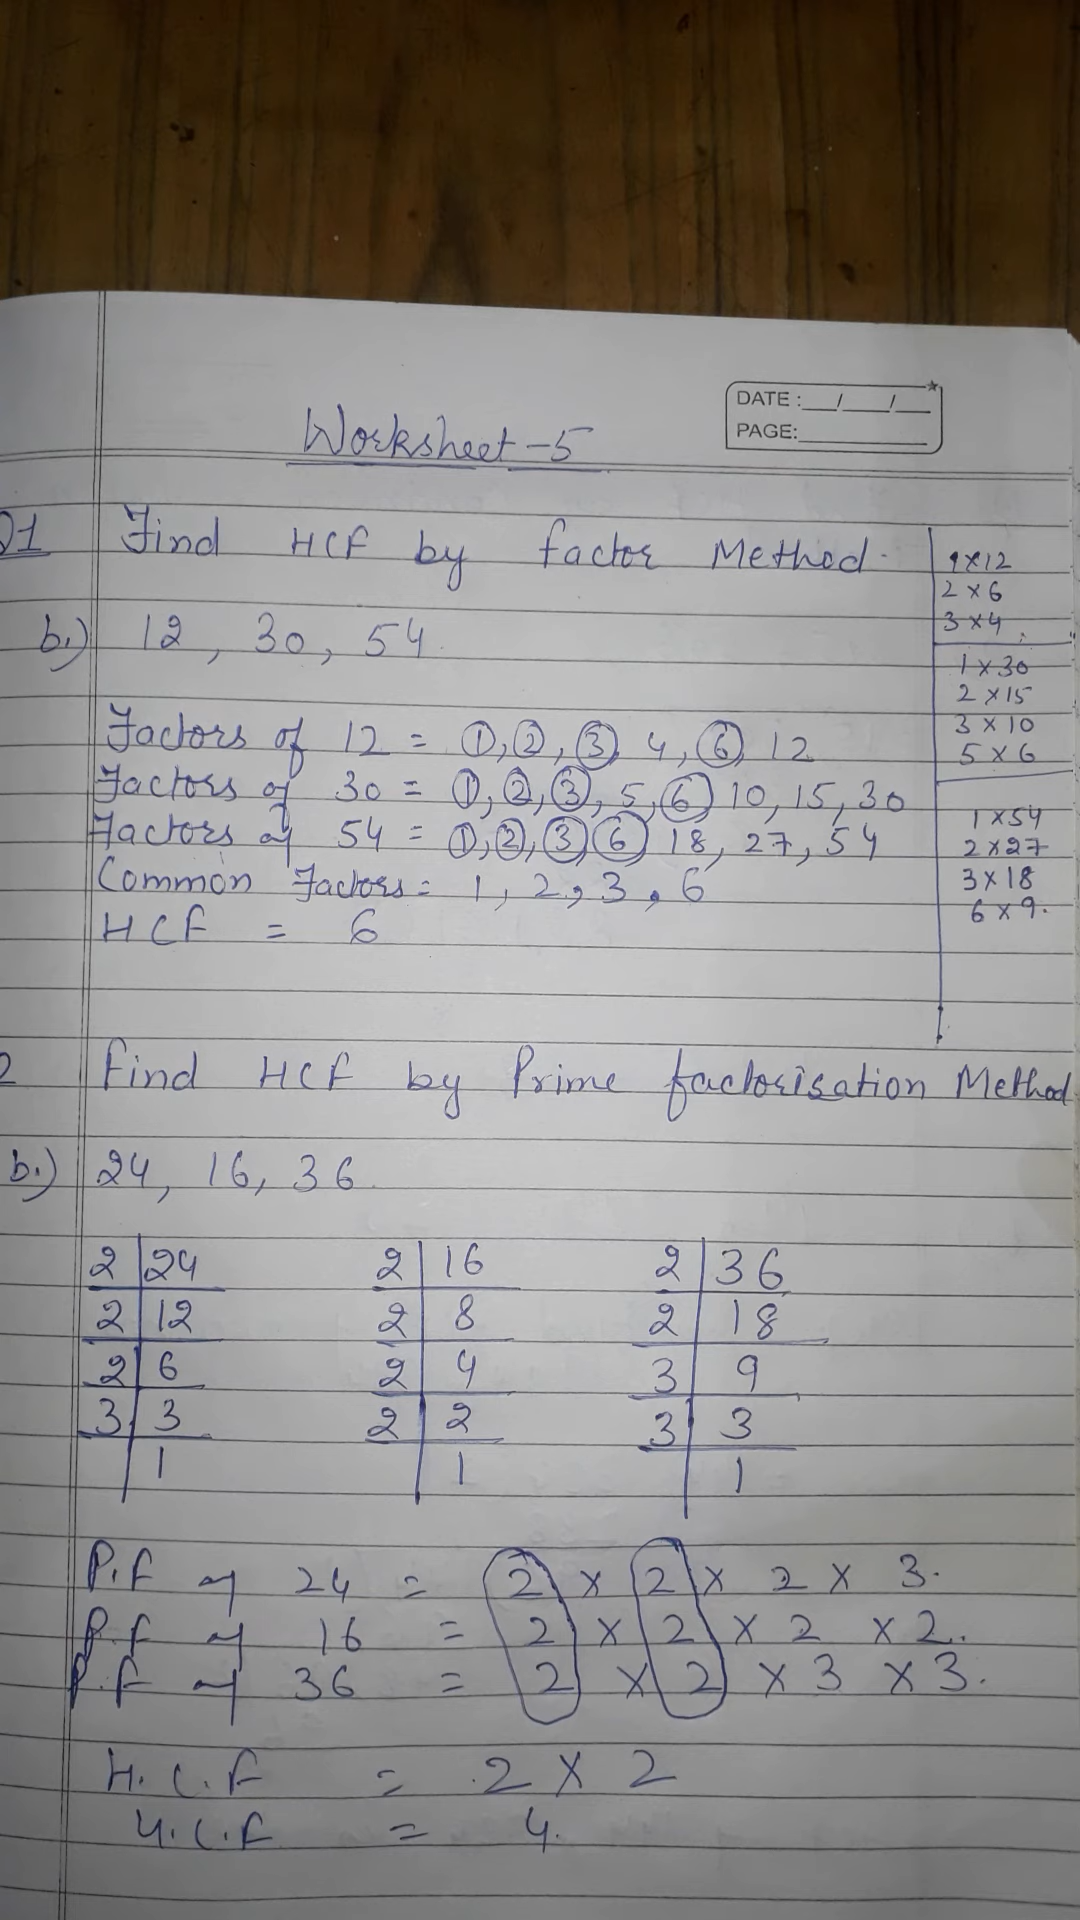 DATE: __/__/__
PAGE:
Worksheet-5
Q1 Find HCF by factor Method.
b.) 12, 30, 54.
Factors of 12 = 1, 2, 3, 4, 6, 12
Factors of 30 = 1, 2, 3, 5, 6, 10, 15, 30
Factors of 54 = 1, 2, 3, 6, 18, 27, 54
Common Factors = 1, 2, 3, 6
HCF = 6
1×12
2×6
3×4
1×30
2×15
3×10
5×6
1×54
2×27
3×18
6×9.
2 Find HCF by Prime factorisation Method
b.) 24, 16, 36.
2 | 24 2 | 16 2 | 36
2 | 12 2 | 8 2 | 18
2 | 6 2 | 4 3 | 9
3 | 3 2 | 2 3 | 3
| 1 | 1 | 1
P.F of 24 = 2 × 2 × 2 × 3.
P.F of 16 = 2 × 2 × 2 × 2.
P.F of 36 = 2 × 2 × 3 × 3.
H.C.F = 2 × 2
H.C.F = 4.